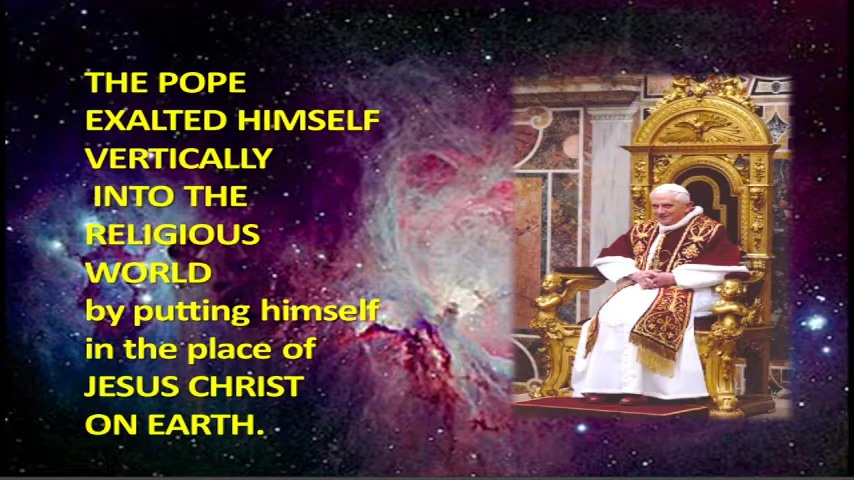 THE POPE
EXALTED HIMSELF
VERTICALLY
INTO THE
RELIGIOUS
WORLD
by putting himself
in the place of
JESUS CHRIST
ON EARTH.